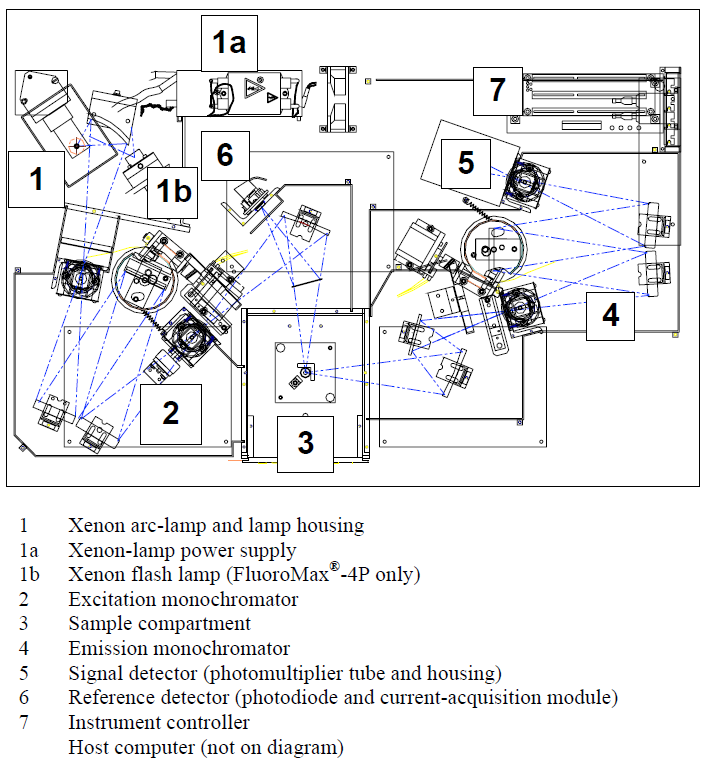 1a
7
5
6
1
1b
4
2
3
1 Xenon arc-lamp and lamp housing
1a Xenon-lamp power supply
1b Xenon flash lamp (FluoroMax®-4P only)
2 Excitation monochromator
3 Sample compartment
4 Emission monochromator
5 Signal detector (photomultiplier tube and housing)
6 Reference detector (photodiode and current-acquisition module)
7 Instrument controller
Host computer (not on diagram)